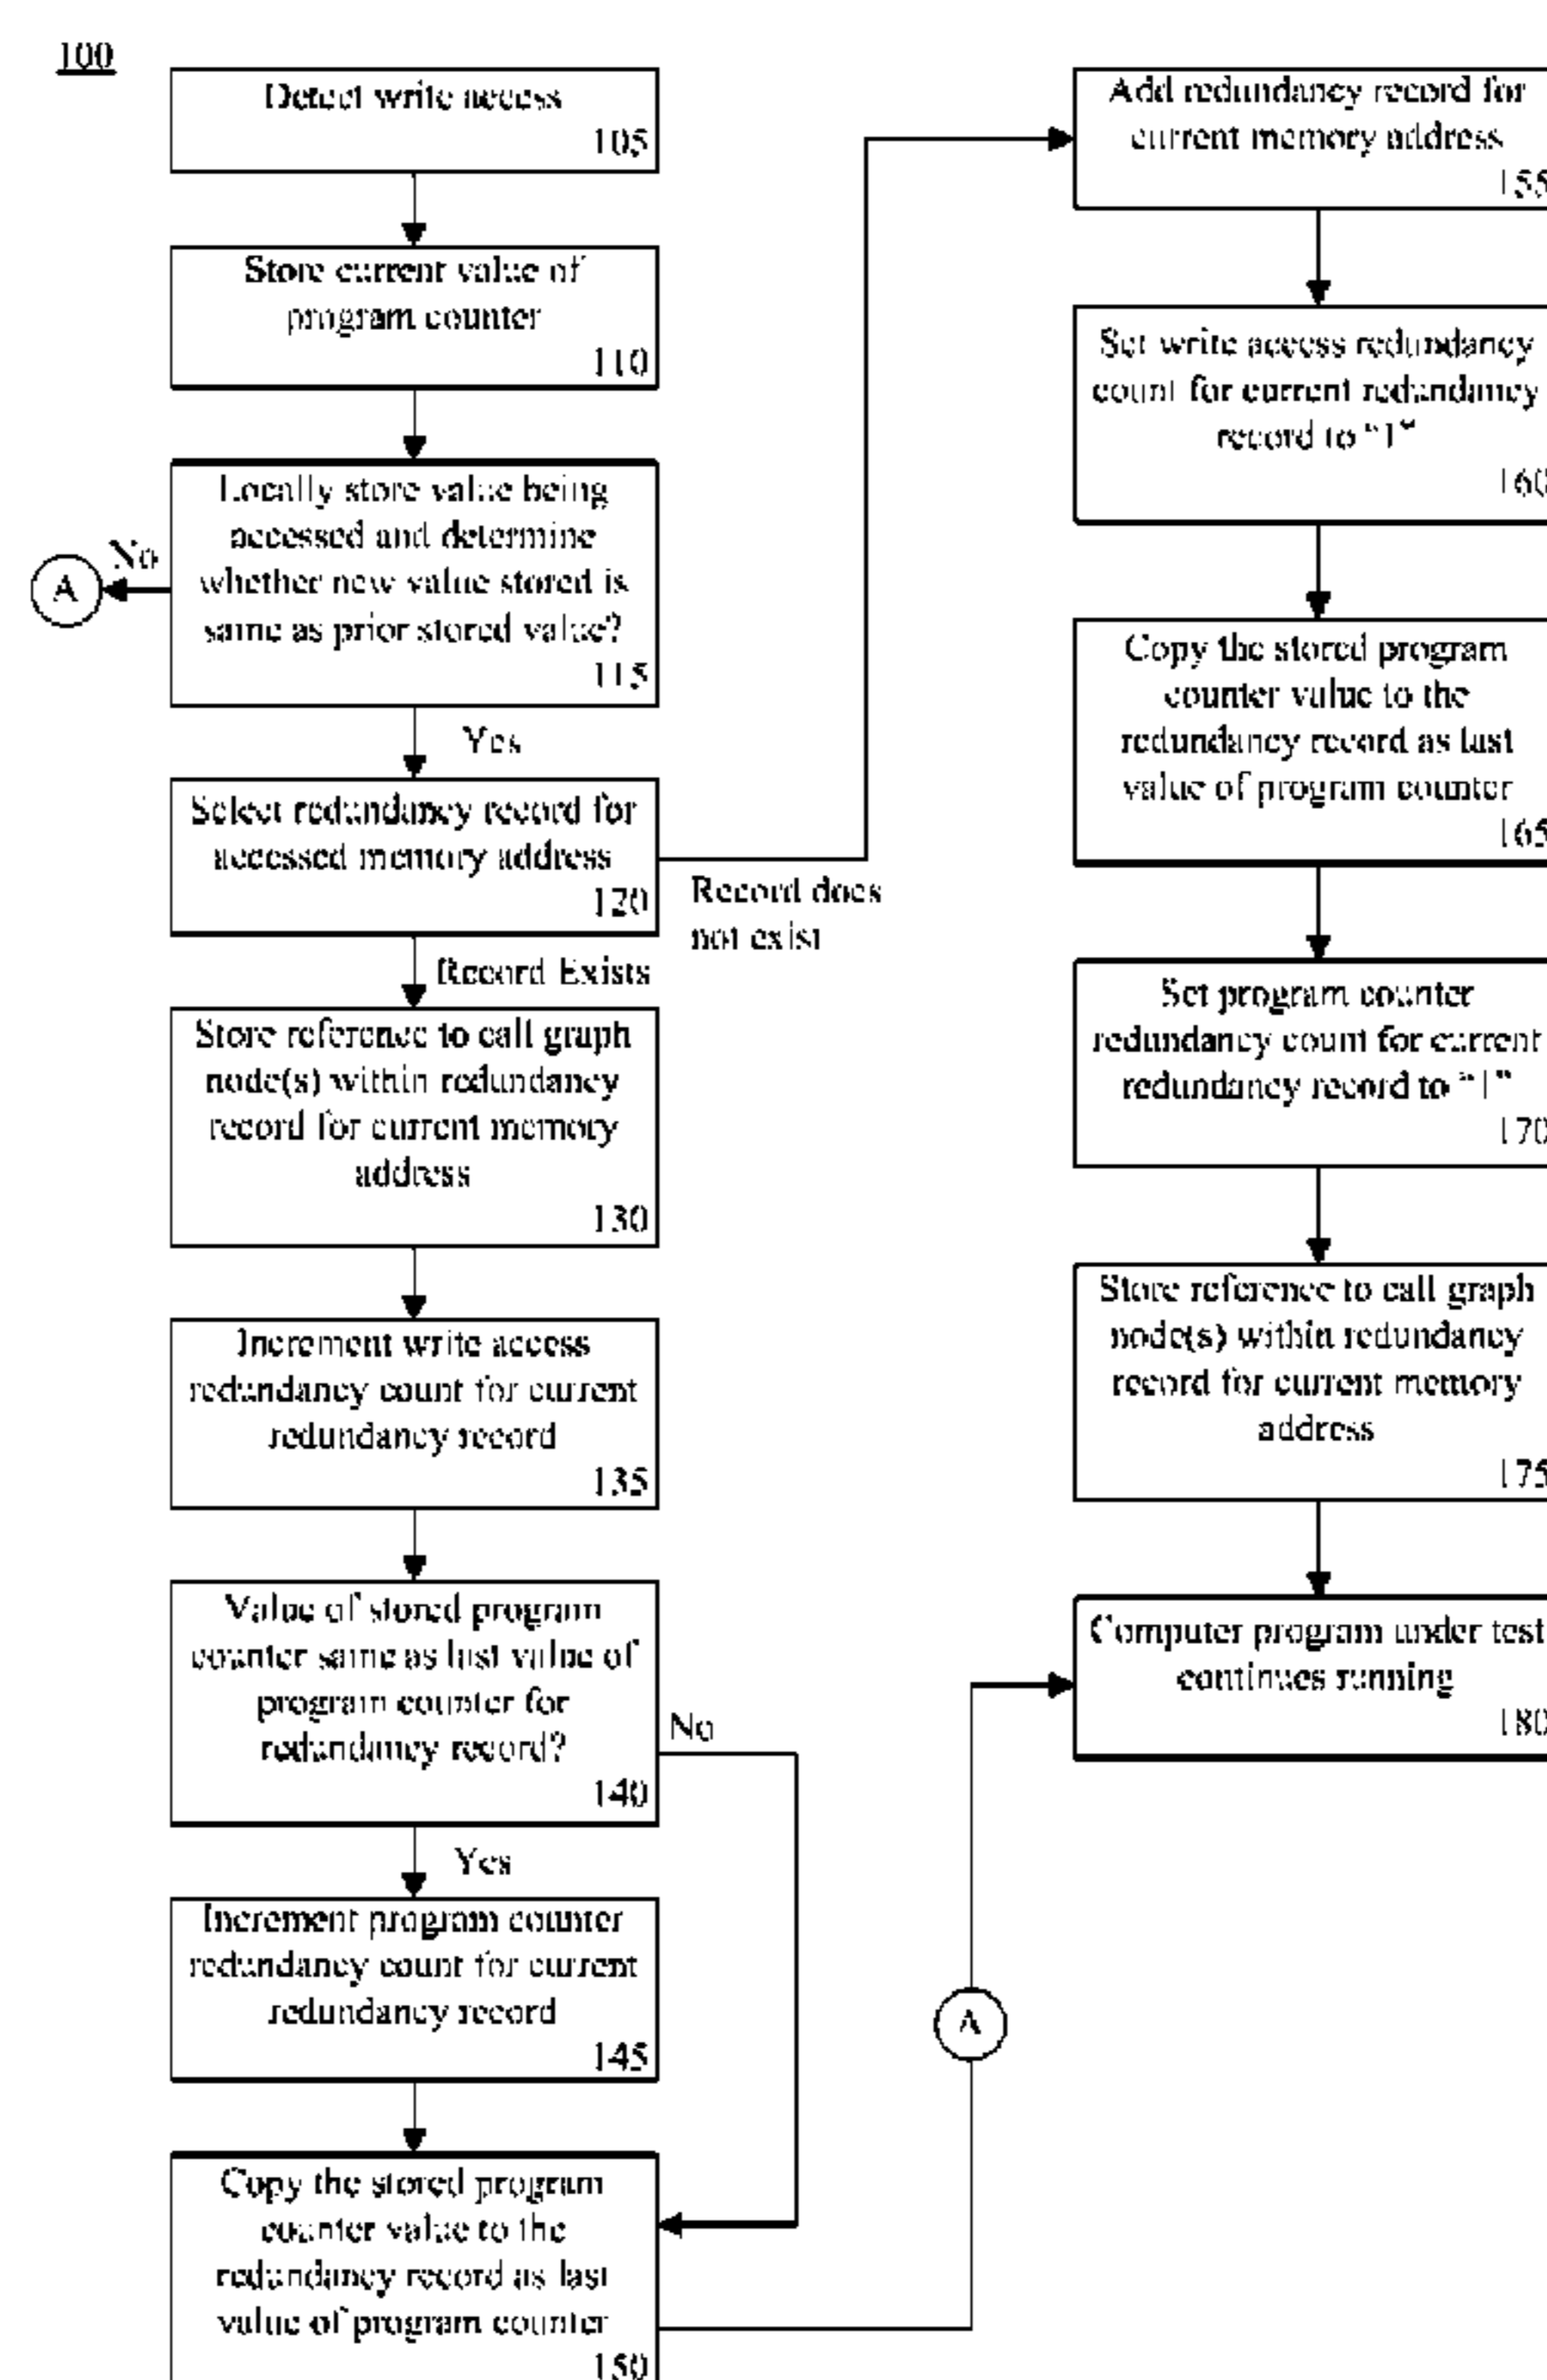 100
Detect write access
105
Store current value of
program counter
110
Locally store value being
accessed and determine
whether new value stored is
same as prior stored value?
115
No
A
Yes
Select redundancy record for
accessed memory address
120
Record does
not exist
Record Exists
Store reference to call graph
node(s) within redundancy
record for current memory
address
130
Increment write access
redundancy count for current
redundancy record
135
Value of stored program
counter same as last value of
program counter for
redundancy record?
140
No
Yes
Increment program counter
redundancy count for current
redundancy record
145
Copy the stored program
counter value to the
redundancy record as last
value of program counter
150
A
Add redundancy record for
current memory address
155
Set write access redundancy
count for current redundancy
record to "1"
160
Copy the stored program
counter value to the
redundancy record as last
value of program counter
165
Set program counter
redundancy count for current
redundancy record to "1"
170
Store reference to call graph
node(s) within redundancy
record for current memory
address
175
Computer program under test
continues running
180